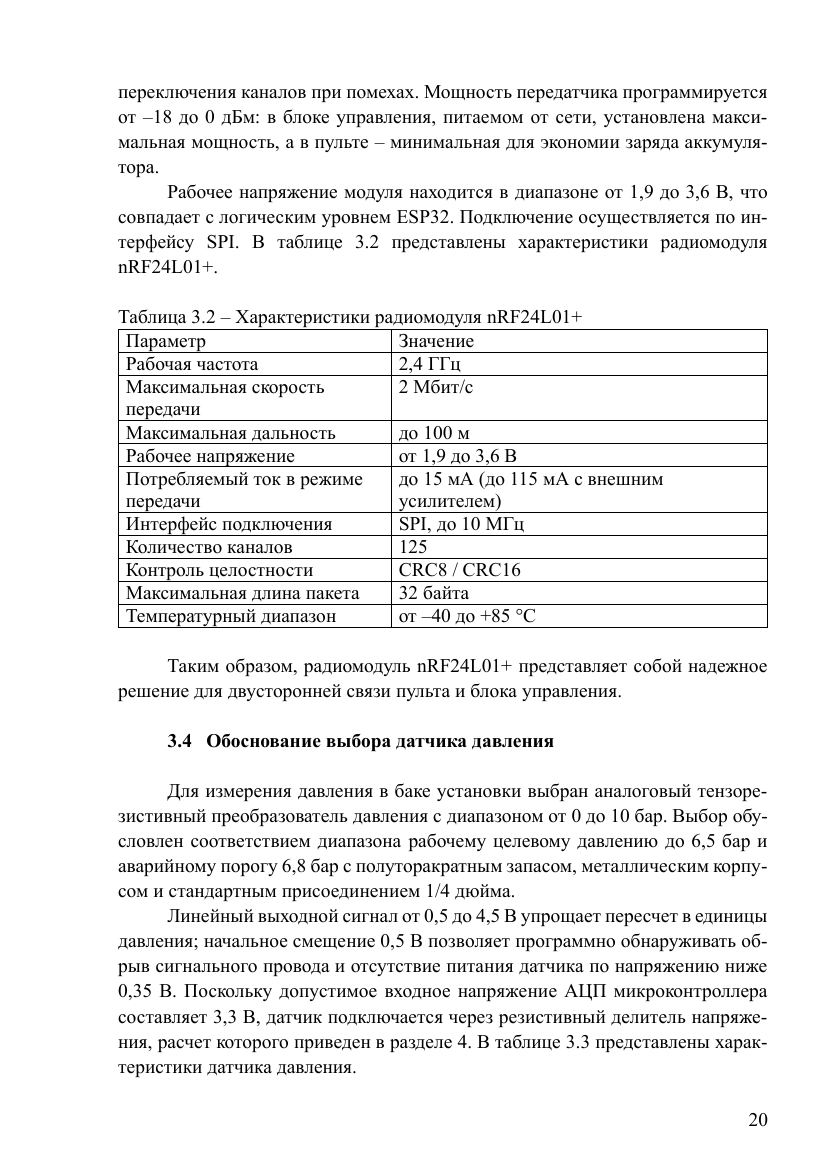 переключения каналов при помехах. Мощность передатчика программируется
от –18 до 0 дБм: в блоке управления, питаемом от сети, установлена макси-
мальная мощность, а в пульте – минимальная для экономии заряда аккумуля-
тора.
Рабочее напряжение модуля находится в диапазоне от 1,9 до 3,6 В, что
совпадает с логическим уровнем ESP32. Подключение осуществляется по ин-
терфейсу SPI. В таблице 3.2 представлены характеристики радиомодуля
nRF24L01+.
Таблица 3.2 – Характеристики радиомодуля nRF24L01+
Параметр Значение
Рабочая частота 2,4 ГГц
Максимальная скорость 2 Мбит/с
передачи
Максимальная дальность до 100 м
Рабочее напряжение от 1,9 до 3,6 В
Потребляемый ток в режиме до 15 мА (до 115 мА с внешним
передачи усилителем)
Интерфейс подключения SPI, до 10 МГц
Количество каналов 125
Контроль целостности CRC8 / CRC16
Максимальная длина пакета 32 байта
Температурный диапазон от –40 до +85 °C
Таким образом, радиомодуль nRF24L01+ представляет собой надежное
решение для двусторонней связи пульта и блока управления.
3.4 Обоснование выбора датчика давления
Для измерения давления в баке установки выбран аналоговый тензоре-
зистивный преобразователь давления с диапазоном от 0 до 10 бар. Выбор обу-
словлен соответствием диапазона рабочему целевому давлению до 6,5 бар и
аварийному порогу 6,8 бар с полуторакратным запасом, металлическим корпу-
сом и стандартным присоединением 1/4 дюйма.
Линейный выходной сигнал от 0,5 до 4,5 В упрощает пересчет в единицы
давления; начальное смещение 0,5 В позволяет программно обнаруживать об-
рыв сигнального провода и отсутствие питания датчика по напряжению ниже
0,35 В. Поскольку допустимое входное напряжение АЦП микроконтроллера
составляет 3,3 В, датчик подключается через резистивный делитель напряже-
ния, расчет которого приведен в разделе 4. В таблице 3.3 представлены харак-
теристики датчика давления.
20